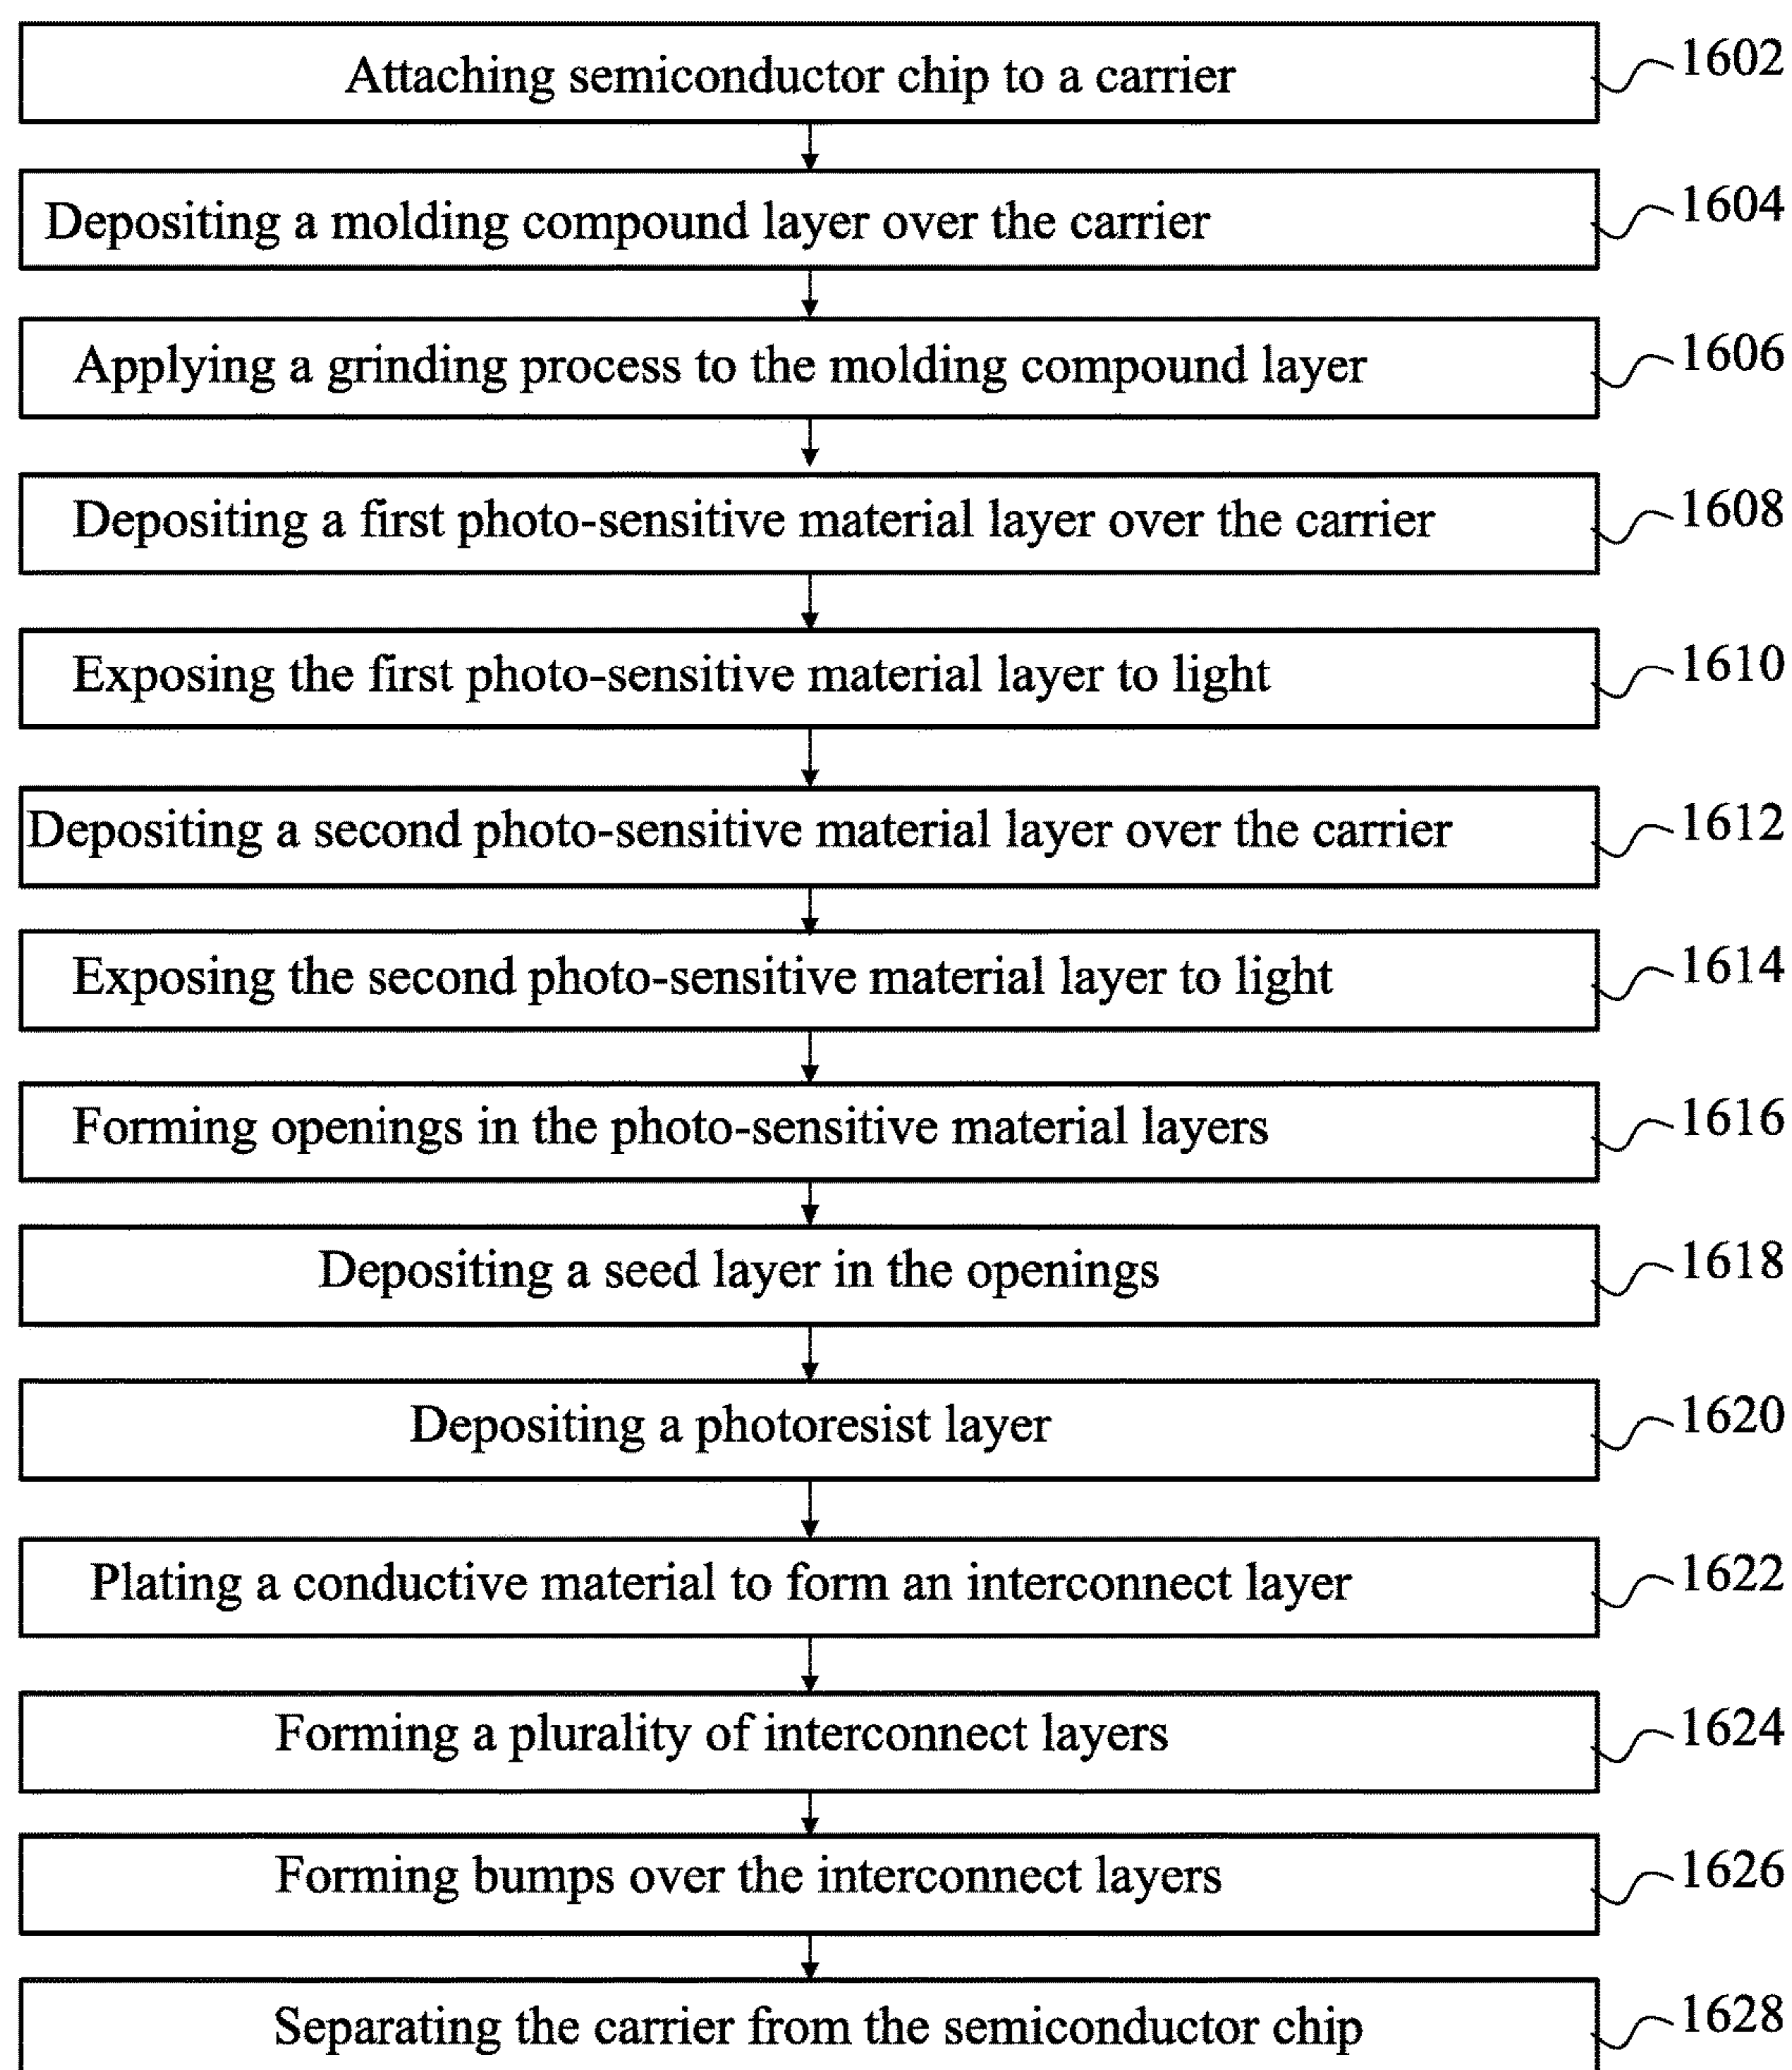 Attaching semiconductor chip to a carrier 1602
Depositing a molding compound layer over the carrier 1604
Applying a grinding process to the molding compound layer 1606
Depositing a first photo-sensitive material layer over the carrier 1608
Exposing the first photo-sensitive material layer to light 1610
Depositing a second photo-sensitive material layer over the carrier 1612
Exposing the second photo-sensitive material layer to light 1614
Forming openings in the photo-sensitive material layers 1616
Depositing a seed layer in the openings 1618
Depositing a photoresist layer 1620
Plating a conductive material to form an interconnect layer 1622
Forming a plurality of interconnect layers 1624
Forming bumps over the interconnect layers 1626
Separating the carrier from the semiconductor chip 1628